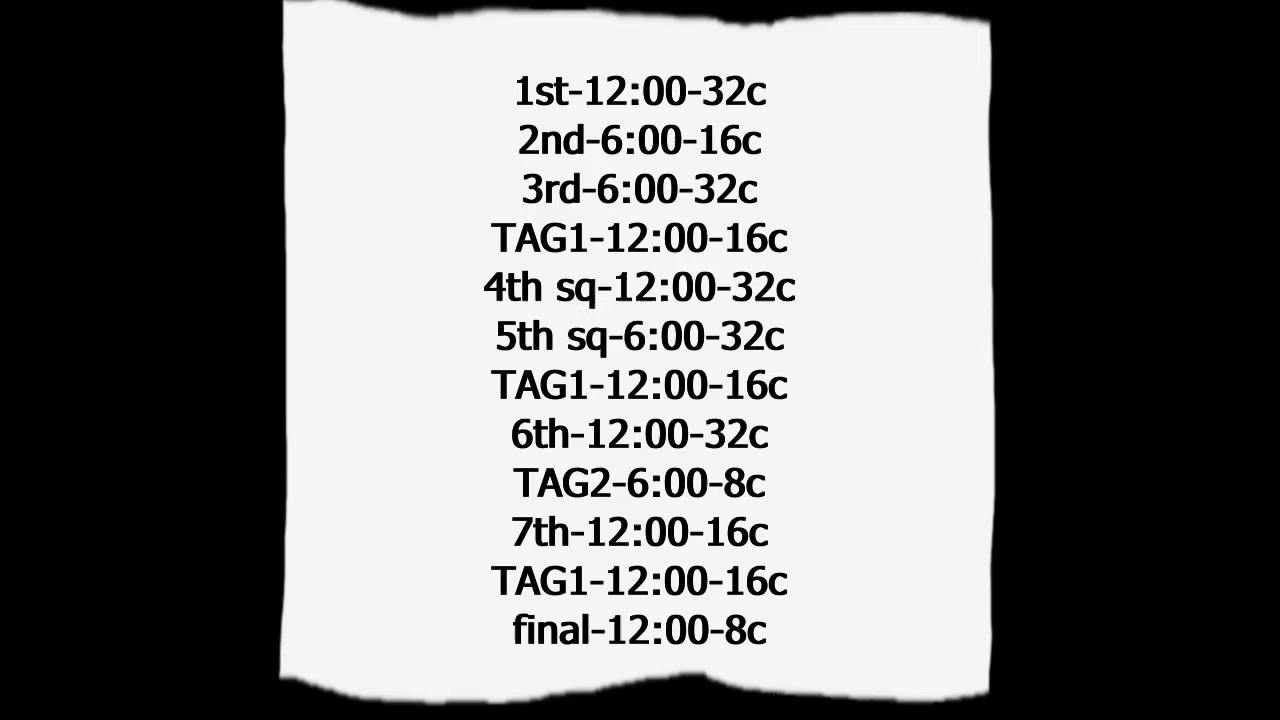 1st-12:00-32c
2nd-6:00-16c
3rd-6:00-32c
TAG1-12:00-16c
4th sq-12:00-32c
5th sq-6:00-32c
TAG1-12:00-16c
6th-12:00-32c
TAG2-6:00-8c
7th-12:00-16c
TAG1-12:00-16c
final-12:00-8c